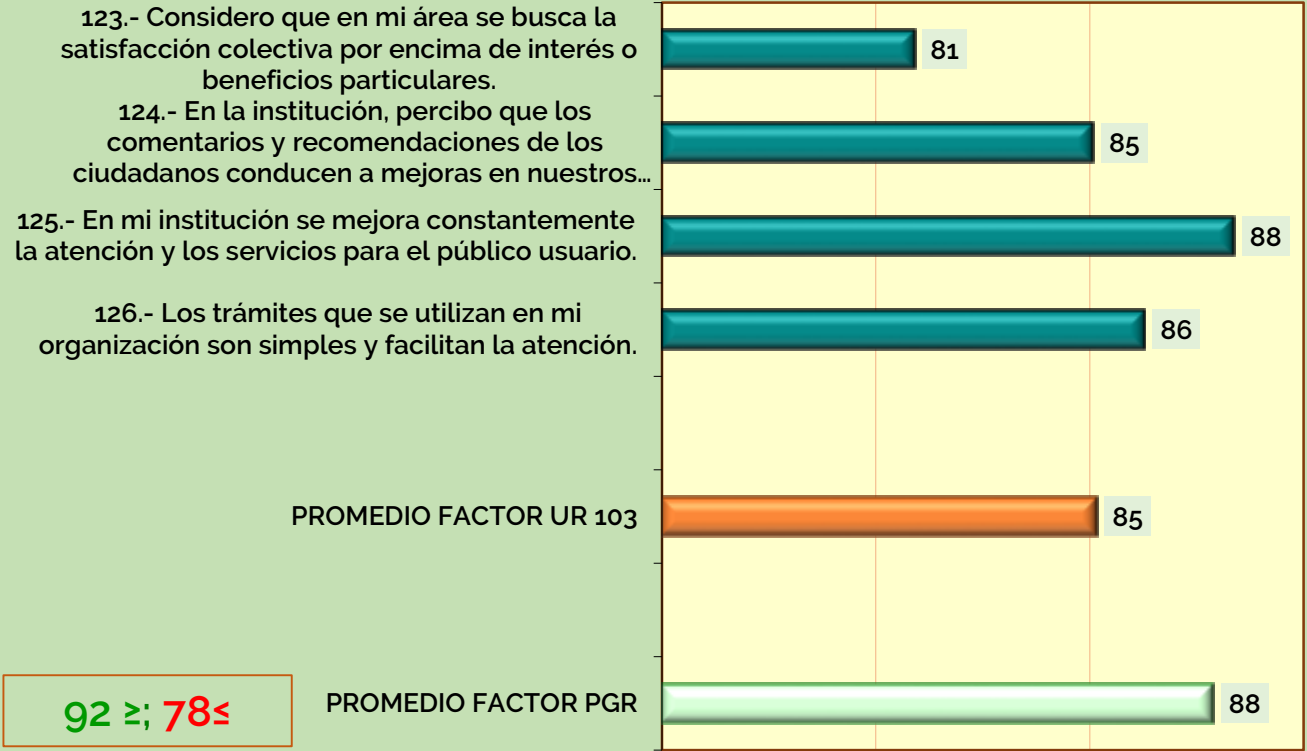 123.- Considero que en mi área se busca la
satisfacción colectiva por encima de interés o
beneficios particulares.
81
124.- En la institución, percibo que los
comentarios y recomendaciones de los
ciudadanos conducen a mejoras en nuestros…
85
125.- En mi institución se mejora constantemente
la atención y los servicios para el público usuario.
88
126.- Los trámites que se utilizan en mi
organización son simples y facilitan la atención.
86
PROMEDIO FACTOR UR 103
85
92 ≥; 78≤
PROMEDIO FACTOR PGR
88